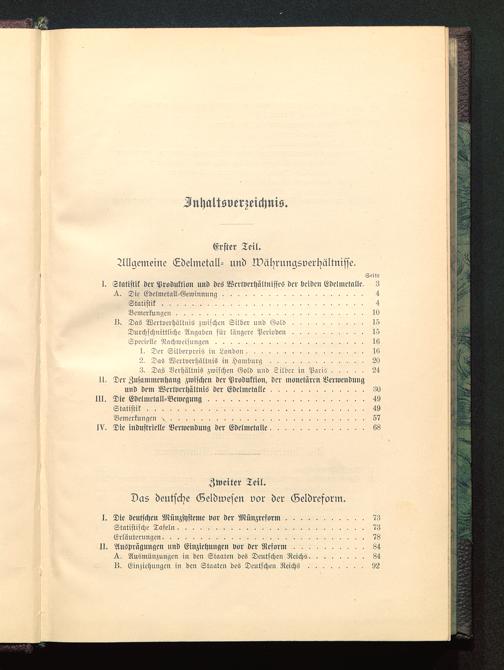 Inhaltsverzeichnis.
Erster Teil.
Allgemeine Edelmetall- und Währungsverhältnisse.
Seite
I. Statistik der Produktion und des Wertverhältnisses der beiden Edelmetalle. 3
A. Die Edelmetall-Gewinnung . . . . . . . . . . . . . . . . . . 4
Statistik . . . . . . . . . . . . . . . . . . . . . . . . . . 4
Bemerkungen . . . . . . . . . . . . . . . . . . . . . . . . 10
B. Das Wertverhältnis zwischen Silber und Gold . . . . . . . . . 15
Durchschnittliche Angaben für längere Perioden . . . . . . . . 15
Specielle Nachweisungen . . . . . . . . . . . . . . . . . . 16
1. Der Silberpreis in London . . . . . . . . . . . . . . 16
2. Das Wertverhältnis in Hamburg . . . . . . . . . . . . 20
3. Das Verhältnis zwischen Gold und Silber in Paris . . . . . 24
II. Der Zusammenhang zwischen der Produktion, der monetären Verwendung
und dem Wertverhältnis der Edelmetalle . . . . . . . . . . . . 30
III. Die Edelmetall-Bewegung . . . . . . . . . . . . . . . . . . 49
Statistik . . . . . . . . . . . . . . . . . . . . . . . . . . 49
Bemerkungen . . . . . . . . . . . . . . . . . . . . . . . . 57
IV. Die industrielle Verwendung der Edelmetalle . . . . . . . . . . . . 68
Zweiter Teil.
Das deutsche Geldwesen vor der Geldreform.
I. Die deutschen Münzsysteme vor der Münzreform . . . . . . . . . . 73
Statistische Tafeln . . . . . . . . . . . . . . . . . . . . . . 73
Erläuterungen . . . . . . . . . . . . . . . . . . . . . . . . 78
II. Ausprägungen und Einziehungen vor der Reform . . . . . . . . . . 84
A. Ausmünzungen in den Staaten des Deutschen Reichs . . . . . . . 84
B. Einziehungen in den Staaten des Deutschen Reichs . . . . . . . . 92